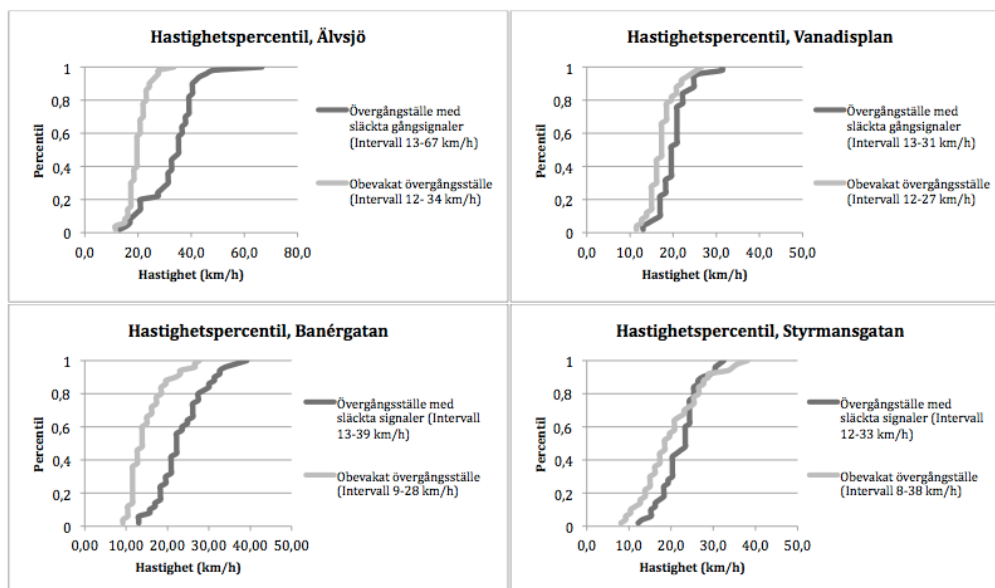 Hastighetspercentil, Älvsjö
1
0,8
0,6
0,4
0,2
0
Percentil
0,0 20,0 40,0 60,0 80,0
Hastighet (km/h)
Övergångställe med
släckta gångsignaler
(Intervall 13-67 km/h)
Obevakat övergångsställe
(Intervall 12- 34 km/h)
Hastighetspercentil, Vanadisplan
1
0,8
0,6
0,4
0,2
0
Percentil
0,0 10,0 20,0 30,0 40,0 50,0
Hastighet (km/h)
Övergångställe med
släckta gångsignaler
(Intervall 13-31 km/h)
Obevakat övergångsställe
(Intervall 12-27 km/h)
Hastighetspercentil, Banérgatan
1
0,8
0,6
0,4
0,2
0
Percentil
0,00 10,00 20,00 30,00 40,00 50,00
Hastighet (km/h)
Övergångsställe med
släckta signaler (Intervall
13-39 km/h)
Obevakat övergångsställe
(Intervall 9-28 km/h)
Hastighetspercentil, Styrmansgatan
1
0,8
0,6
0,4
0,2
0
Percentil
0,0 10,0 20,0 30,0 40,0 50,0
Hastighet (km/h)
Övergångsställe med
släckta signaler (Intervall
12-33 km/h)
Obevakat övergångsställe
(Intervall 8-38 km/h)